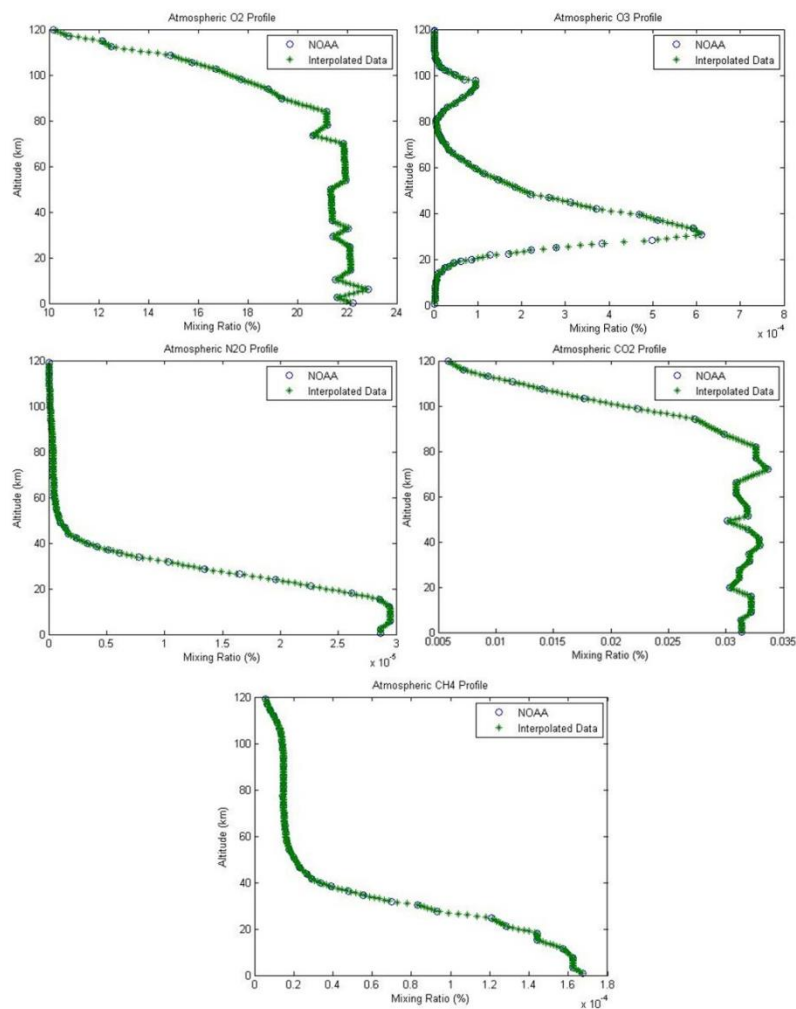 Atmospheric O2 Profile
NOAA
Interpolated Data
Altitude (km)
120
100
80
60
40
20
0
10 12 14 16 18 20 22 24
Mixing Ratio (%)
Atmospheric O3 Profile
NOAA
Interpolated Data
Altitude (km)
120
100
80
60
40
20
0
0 1 2 3 4 5 6 7 8
Mixing Ratio (%)
x 10-4
Atmospheric N2O Profile
NOAA
Interpolated Data
Altitude (km)
120
100
80
60
40
20
0
0 0.5 1 1.5 2 2.5 3
Mixing Ratio (%)
x 10-5
Atmospheric CO2 Profile
NOAA
Interpolated Data
Altitude (km)
120
100
80
60
40
20
0
0.005 0.01 0.015 0.02 0.025 0.03 0.035
Mixing Ratio (%)
Atmospheric CH4 Profile
NOAA
Interpolated Data
Altitude (km)
120
100
80
60
40
20
0
0 0.2 0.4 0.6 0.8 1 1.2 1.4 1.6 1.8
Mixing Ratio (%)
x 10-4